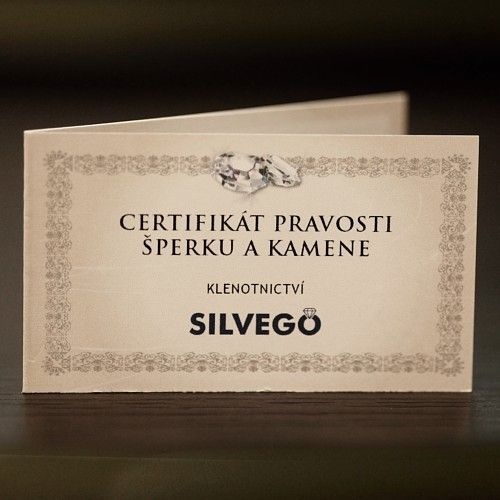 CERTIFIKÁT PRAVOSTI
ŠPERKU A KAMENE
KLENOTNICTVÍ
SILVEGO